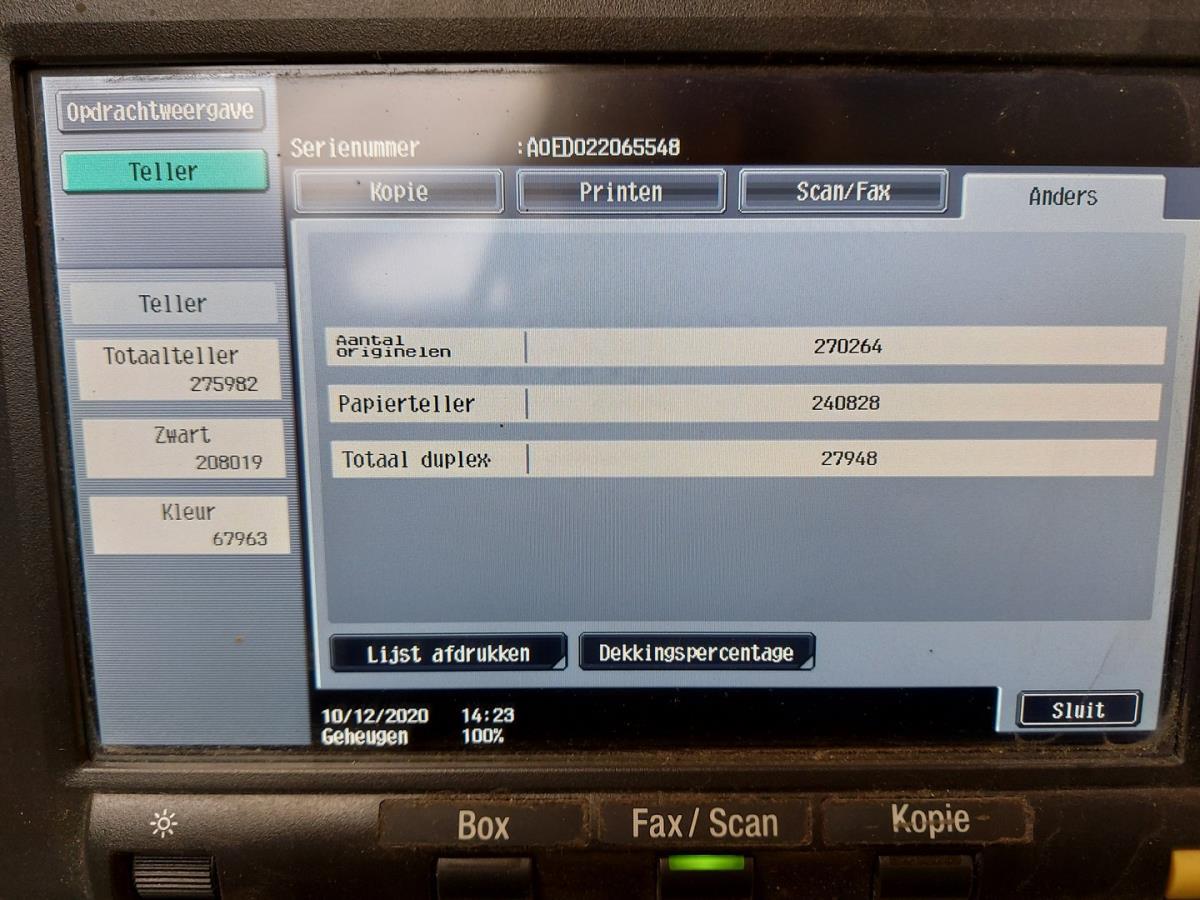 Opdrachtweergave
Teller
Serienummer :A0ED022065548
Kopie Printen Scan/Fax Anders
Teller
Totaalteller
275982
Zwart
208019
Kleur
67963
Aantal
originelen 270264
Papierteller 240828
Totaal duplex 27948
Lijst afdrukken Dekkingspercentage
10/12/2020 14:23
Geheugen 100%
Sluit
Box Fax / Scan Kopie